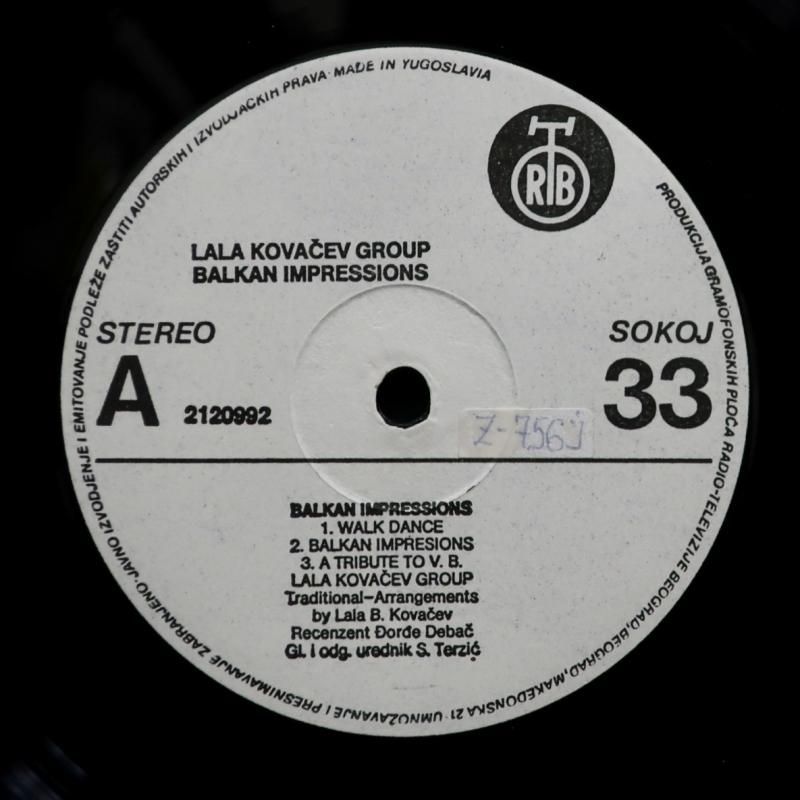 PRODUKCIJA GRAMOFONSKIH PLOČA RADIO-TELEVIZIJE BEOGRAD, BEOGRAD, MAKEDONSKA 21 · UMNOŽAVANJE I PRESNIMAVANJE ZABRANJENO · JAVNO IZVODJENJE I EMITOVANJE PODLEŽE ZAŠTITI AUTORSKIH I IZVODJAČKIH PRAVA · MADE IN YUGOSLAVIA
RTB
LALA KOVAČEV GROUP
BALKAN IMPRESSIONS
STEREO
SOKOJ
A
2120992
33
BALKAN IMPRESSIONS
1. WALK DANCE
2. BALKAN IMPRESIONS
3. A TRIBUTE TO V. B.
LALA KOVAČEV GROUP
Traditional–Arrangements
by Lala B. Kovačev
Recenzent Đorđe Debač
Gl. i odg. urednik S. Terzić